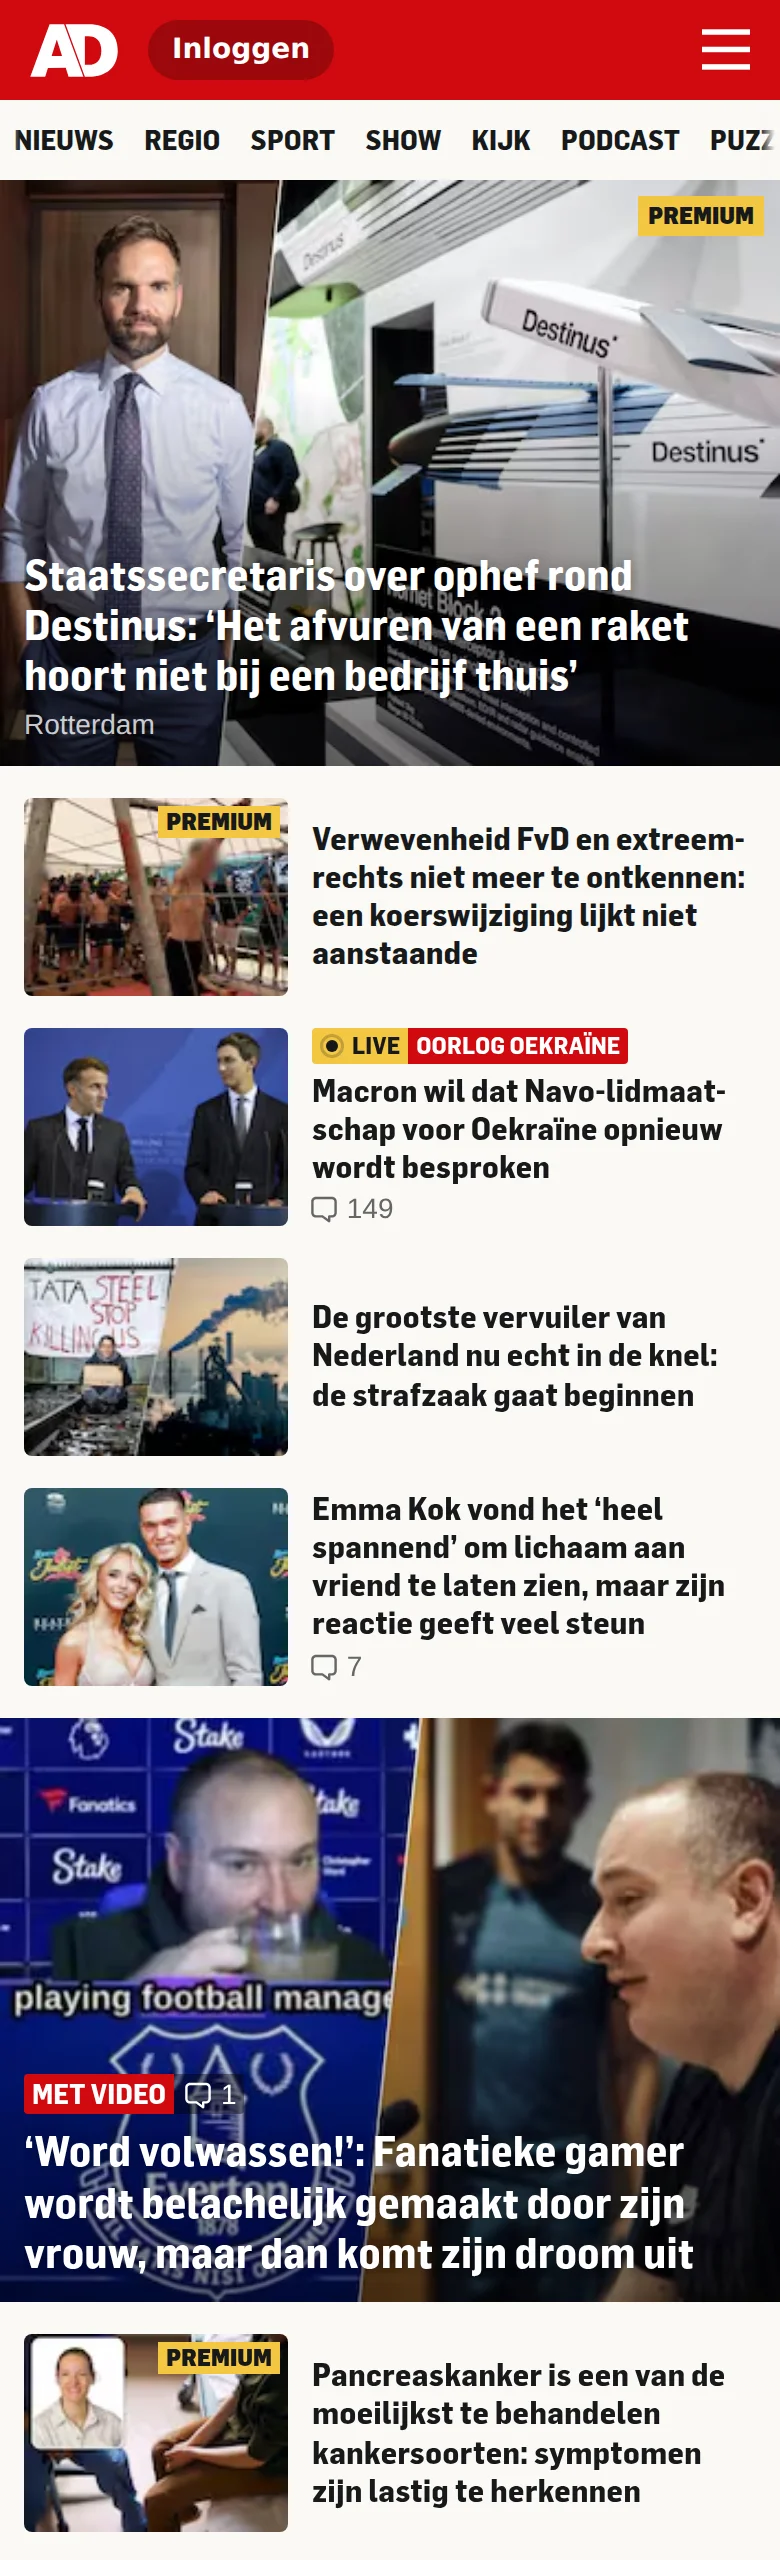 AD
Inloggen
NIEUWS REGIO SPORT SHOW KIJK PODCAST PUZZ
PREMIUM
Destinus
Destinus
Destinus
Staatssecretaris over ophef rond
Destinus: ‘Het afvuren van een raket
hoort niet bij een bedrijf thuis’
Rotterdam
PREMIUM
Verwevenheid FvD en extreem-
rechts niet meer te ontkennen:
een koerswijziging lijkt niet
aanstaande
LIVE OORLOG OEKRAÏNE
Macron wil dat Navo-lidmaat-
schap voor Oekraïne opnieuw
wordt besproken
149
TATA STEEL
STOP
KILLING US
De grootste vervuiler van
Nederland nu echt in de knel:
de strafzaak gaat beginnen
Emma Kok vond het ‘heel
spannend’ om lichaam aan
vriend te laten zien, maar zijn
reactie geeft veel steun
7
Stake
Fanatics
Stake
Stake
playing football manage
MET VIDEO 1
‘Word volwassen!’: Fanatieke gamer
wordt belachelijk gemaakt door zijn
vrouw, maar dan komt zijn droom uit
1878
PREMIUM
Pancreaskanker is een van de
moeilijkst te behandelen
kankersoorten: symptomen
zijn lastig te herkennen